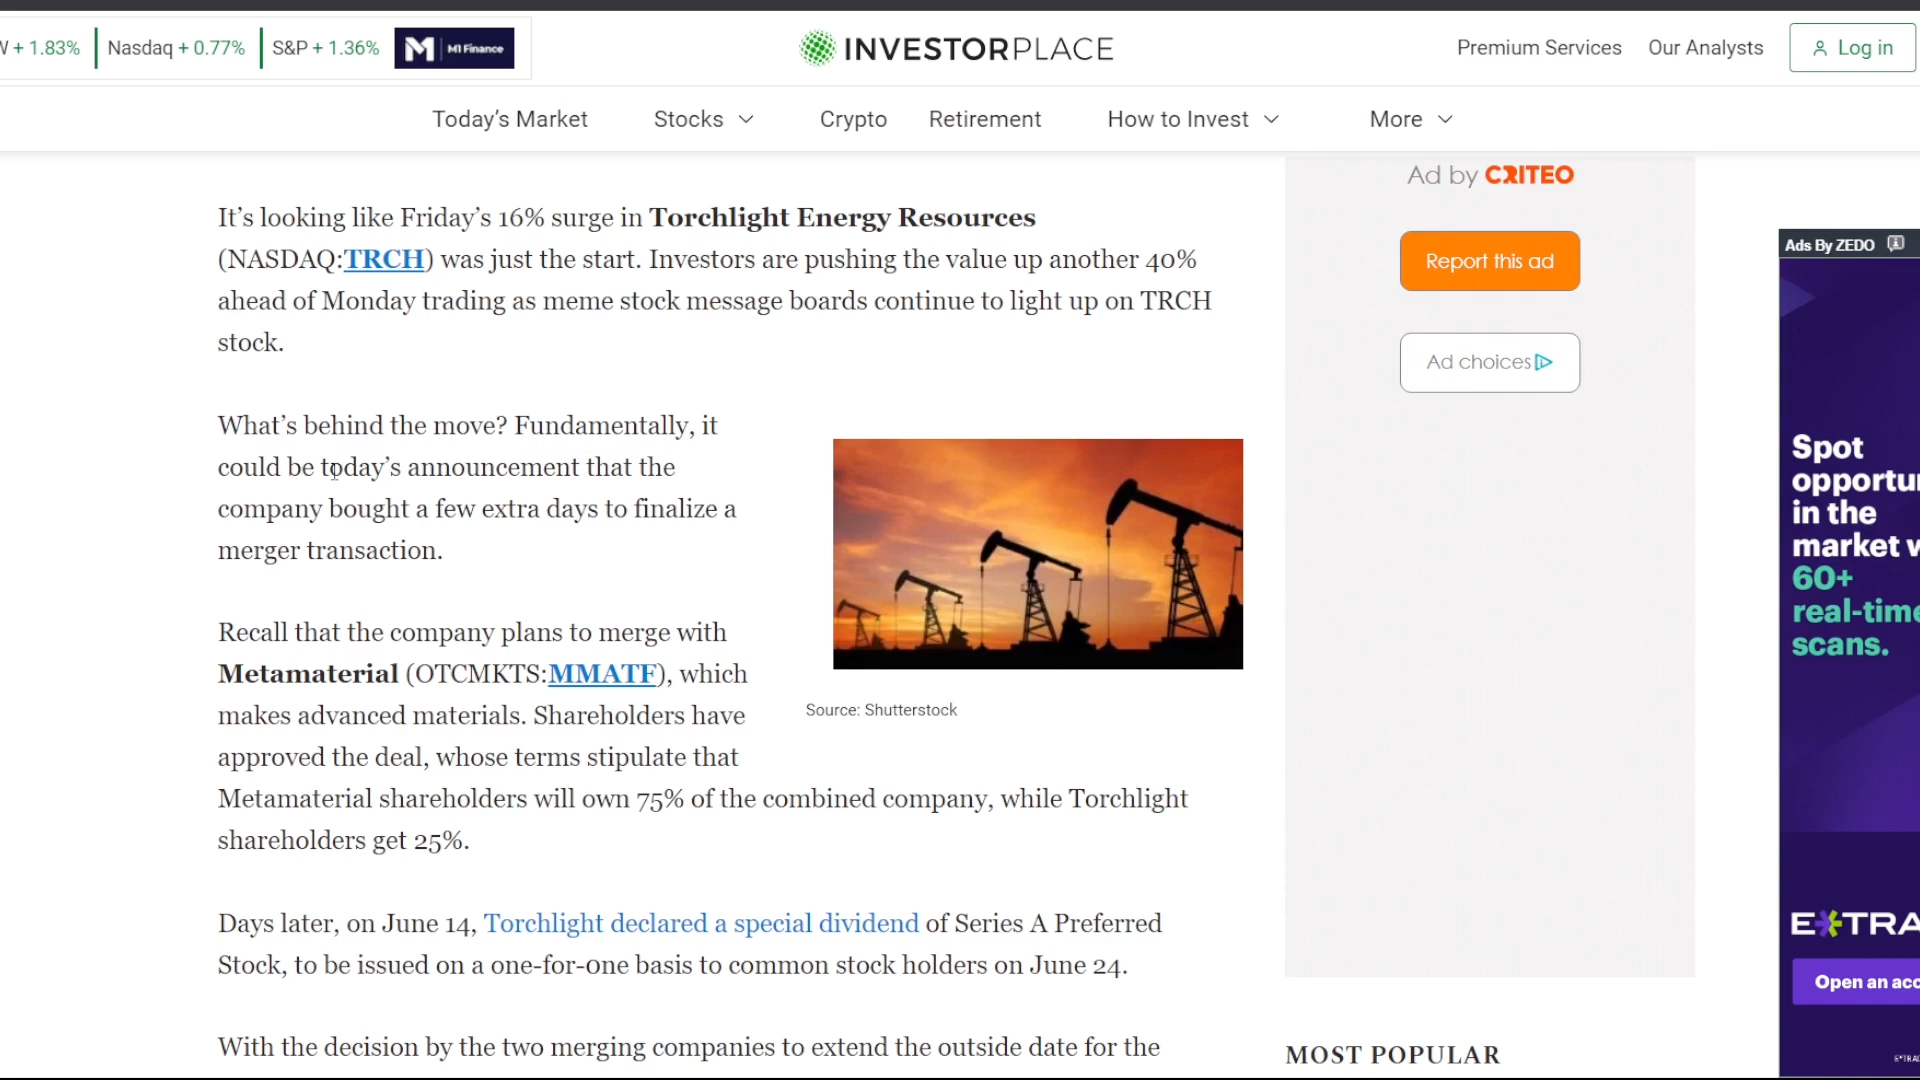 W + 1.83%
Nasdaq + 0.77%
S&P + 1.36%
M1 Finance
INVESTORPLACE
Premium Services
Our Analysts
Log in
Today's Market
Stocks
Crypto
Retirement
How to Invest
More
It's looking like Friday's 16% surge in Torchlight Energy Resources
(NASDAQ:TRCH) was just the start. Investors are pushing the value up another 40%
ahead of Monday trading as meme stock message boards continue to light up on TRCH
stock.
What's behind the move? Fundamentally, it
could be today's announcement that the
company bought a few extra days to finalize a
merger transaction.
Recall that the company plans to merge with
Metamaterial (OTCMKTS:MMATF), which
makes advanced materials. Shareholders have
approved the deal, whose terms stipulate that
Metamaterial shareholders will own 75% of the combined company, while Torchlight
shareholders get 25%.
Source: Shutterstock
Days later, on June 14, Torchlight declared a special dividend of Series A Preferred
Stock, to be issued on a one-for-one basis to common stock holders on June 24.
With the decision by the two merging companies to extend the outside date for the
Ad by CRITEO
Report this ad
Ad choices
MOST POPULAR
Ads By ZEDO
Spot
opportu
in the
market w
60+
real-time
scans.
E*TRA
Open an acc
E*TRA